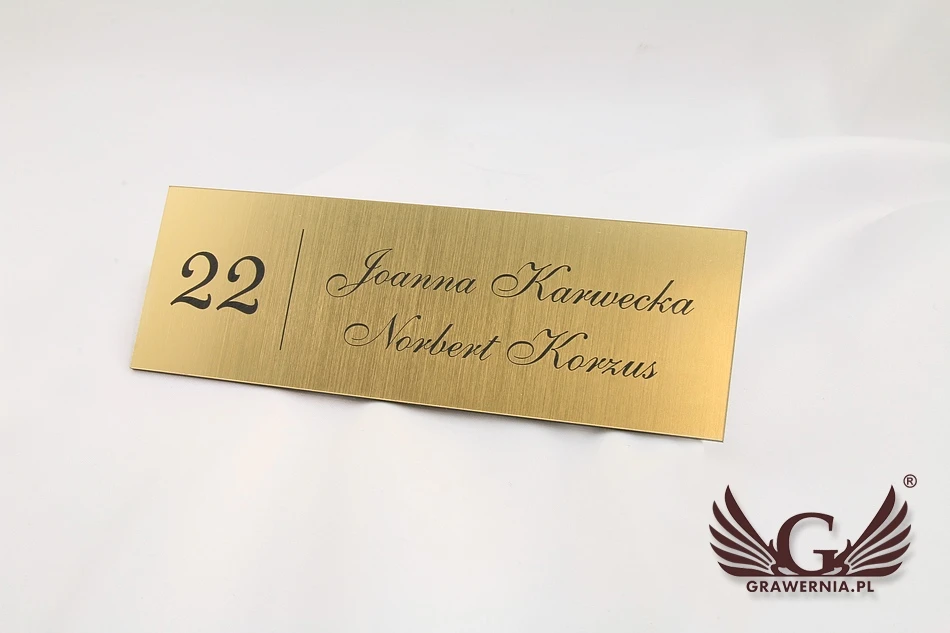 22
Joanna Karwecka
Norbert Korzus
G ®
GRAWERNIA.PL